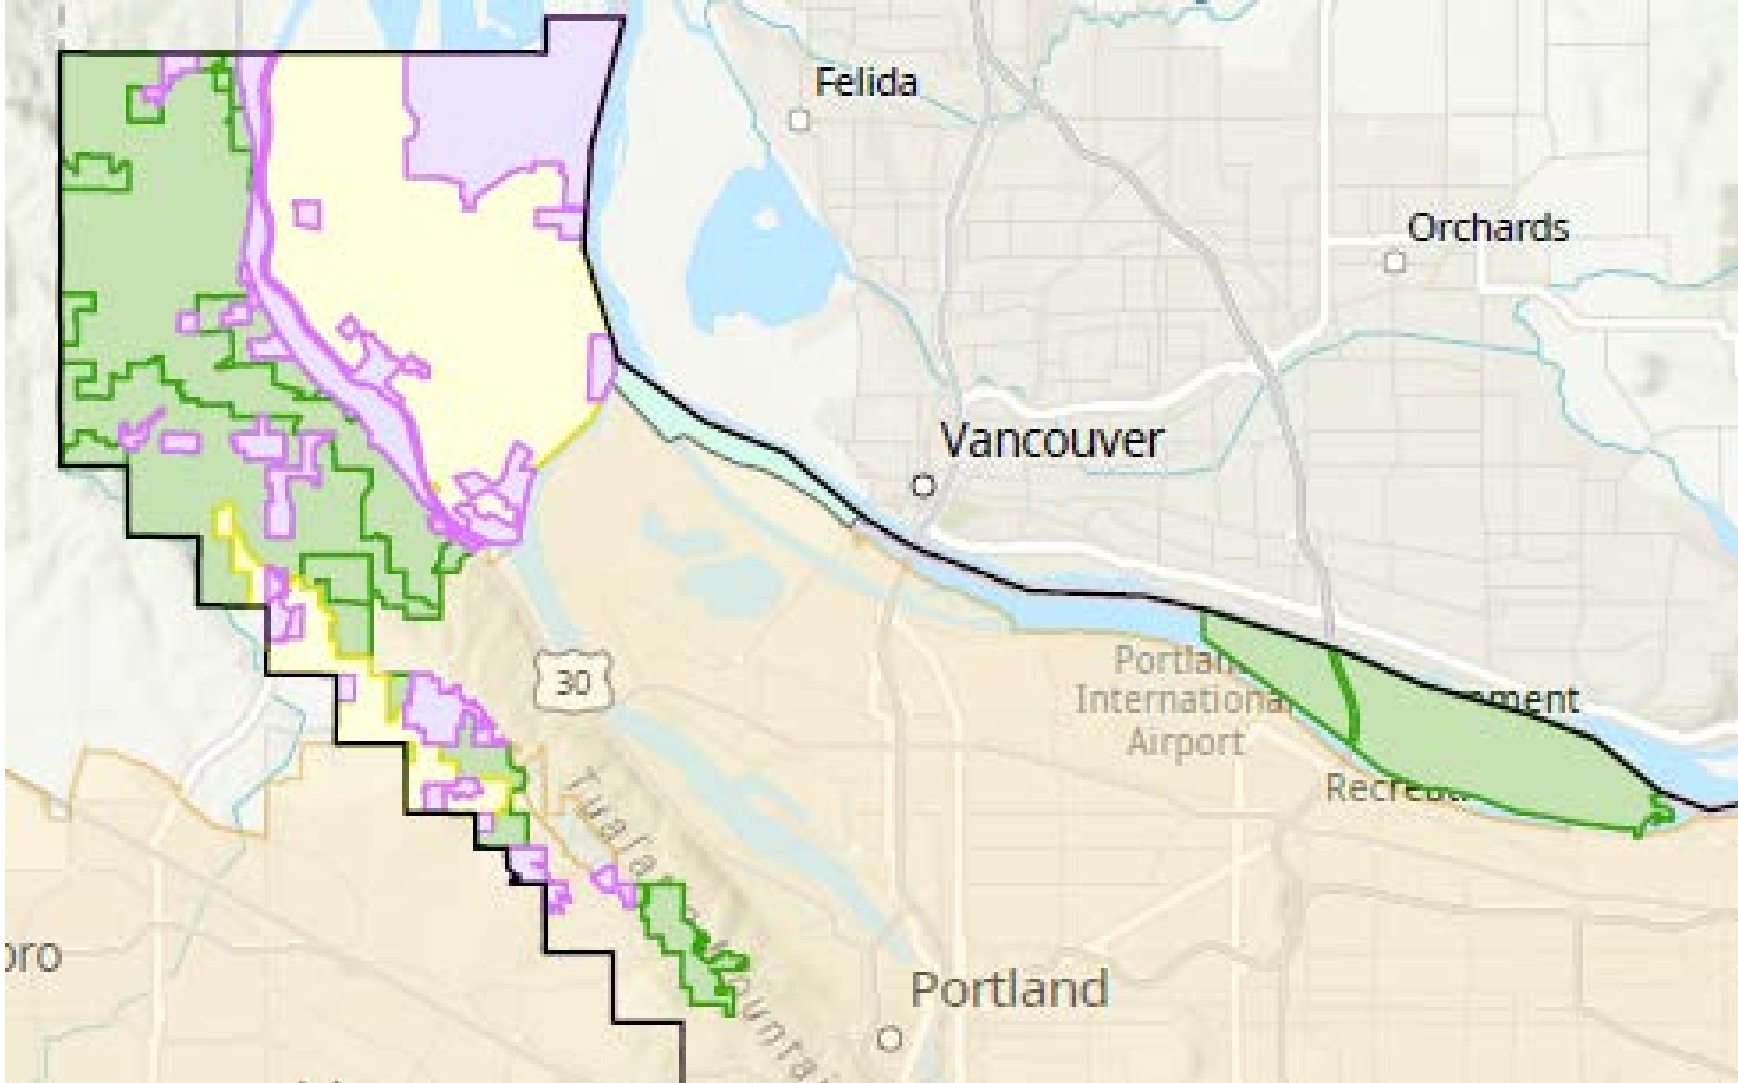 Felida
Orchards
Vancouver
30
Portland
International
Airport
Portland